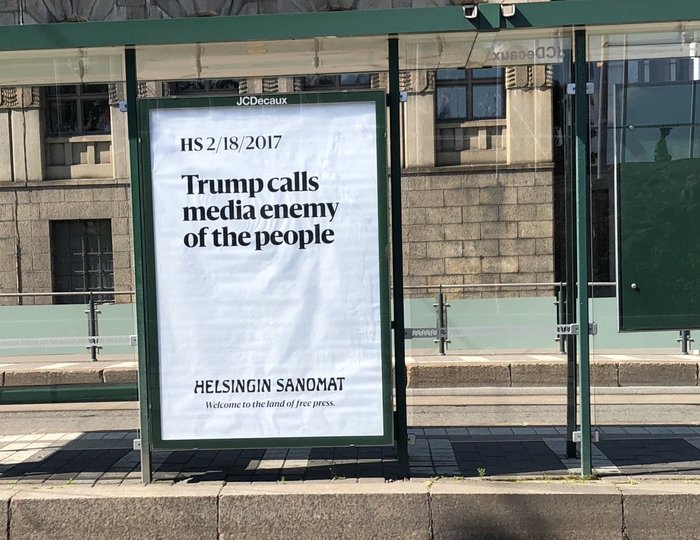 JCDecaux
JCDecaux
HS 2/18/2017
Trump calls
media enemy
of the people
HELSINGIN SANOMAT
Welcome to the land of free press.